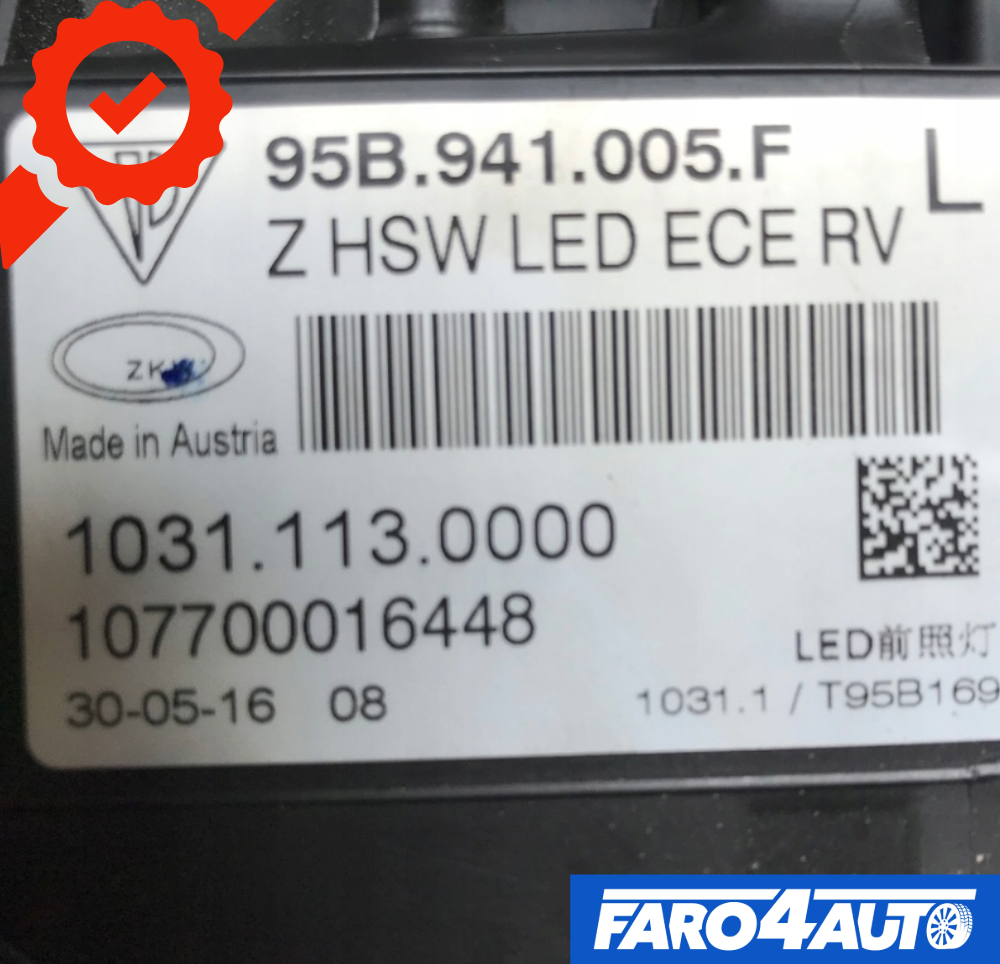 95B.941.005.F
L
Z HSW LED ECE RV
Made in Austria
1031.113.0000
107700016448
LED前照灯
30-05-16 08
1031.1 / T95B169
FARO4AUTO